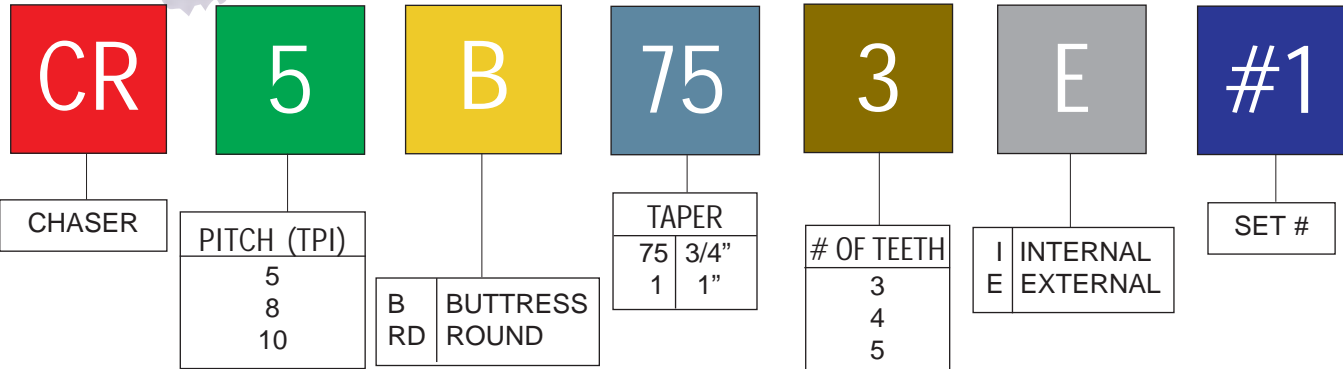 CR 5 B 75 3 E #1
CHASER
PITCH (TPI)
5
8
10
B BUTTRESS
RD ROUND
TAPER
75 3/4”
1 1”
# OF TEETH
3
4
5
I INTERNAL
E EXTERNAL
SET #